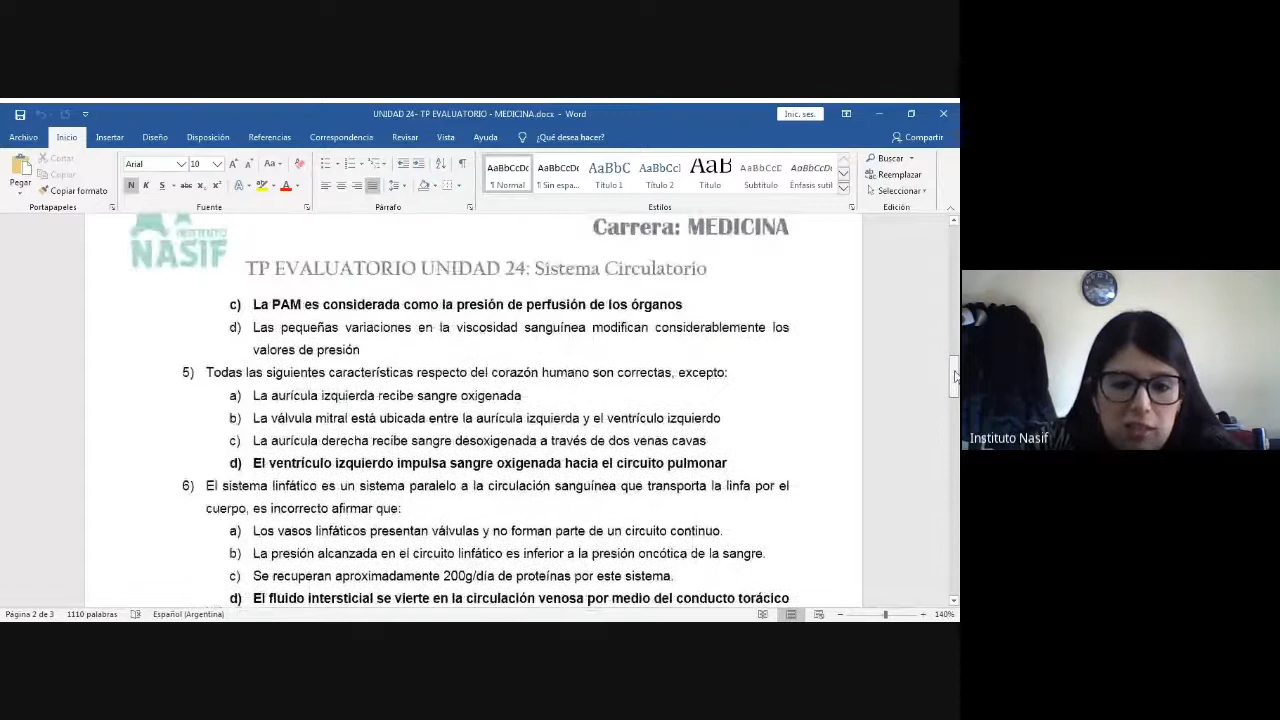 UNIDAD 24- TP EVALUATORIO - MEDICINA.docx - Word
Inic. ses.
Archivo Inicio Insertar Diseño Disposición Referencias Correspondencia Revisar Vista Ayuda ¿Qué desea hacer? Compartir
Cortar
Copiar
Pegar
Copiar formato
Arial 10
N K S abc x₂ x²
AaBbCcDc AaBbCcDc AaBbC AaBbCcI AaB AaBbCcD AaBbCcDt
¶ Normal ¶ Sin espa... Título 1 Título 2 Título Subtítulo Énfasis sutil
Buscar
Reemplazar
Seleccionar
Portapapeles Fuente Párrafo Estilos Edición
INSTITUTO
NASIF
Carrera: MEDICINA
TP EVALUATORIO UNIDAD 24: Sistema Circulatorio
c) La PAM es considerada como la presión de perfusión de los órganos
d) Las pequeñas variaciones en la viscosidad sanguínea modifican considerablemente los
valores de presión
5) Todas las siguientes características respecto del corazón humano son correctas, excepto:
a) La aurícula izquierda recibe sangre oxigenada
b) La válvula mitral está ubicada entre la aurícula izquierda y el ventrículo izquierdo
c) La aurícula derecha recibe sangre desoxigenada a través de dos venas cavas
d) El ventrículo izquierdo impulsa sangre oxigenada hacia el circuito pulmonar
6) El sistema linfático es un sistema paralelo a la circulación sanguínea que transporta la linfa por el
cuerpo, es incorrecto afirmar que:
a) Los vasos linfáticos presentan válvulas y no forman parte de un circuito continuo.
b) La presión alcanzada en el circuito linfático es inferior a la presión oncótica de la sangre.
c) Se recuperan aproximadamente 200g/día de proteínas por este sistema.
d) El fluido intersticial se vierte en la circulación venosa por medio del conducto torácico
Página 2 de 3 1110 palabras Español (Argentina) 140%
Instituto Nasif